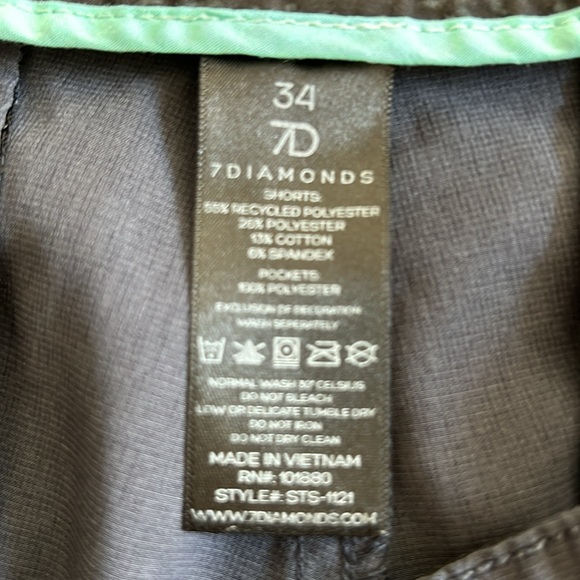 34
7D
7DIAMONDS
SHORTS:
55% RECYCLED POLYESTER
26% POLYESTER
13% COTTON
6% SPANDEX
POCKETS:
100% POLYESTER
EXCLUSION OF DECORATION
WASH SEPERATELY
NORMAL WASH 30° CELSIUS
DO NOT BLEACH
LOW OR DELICATE TUMBLE DRY
DO NOT IRON
DO NOT DRY CLEAN
MADE IN VIETNAM
RN#: 101880
STYLE#: STS-1121
WWW.7DIAMONDS.COM